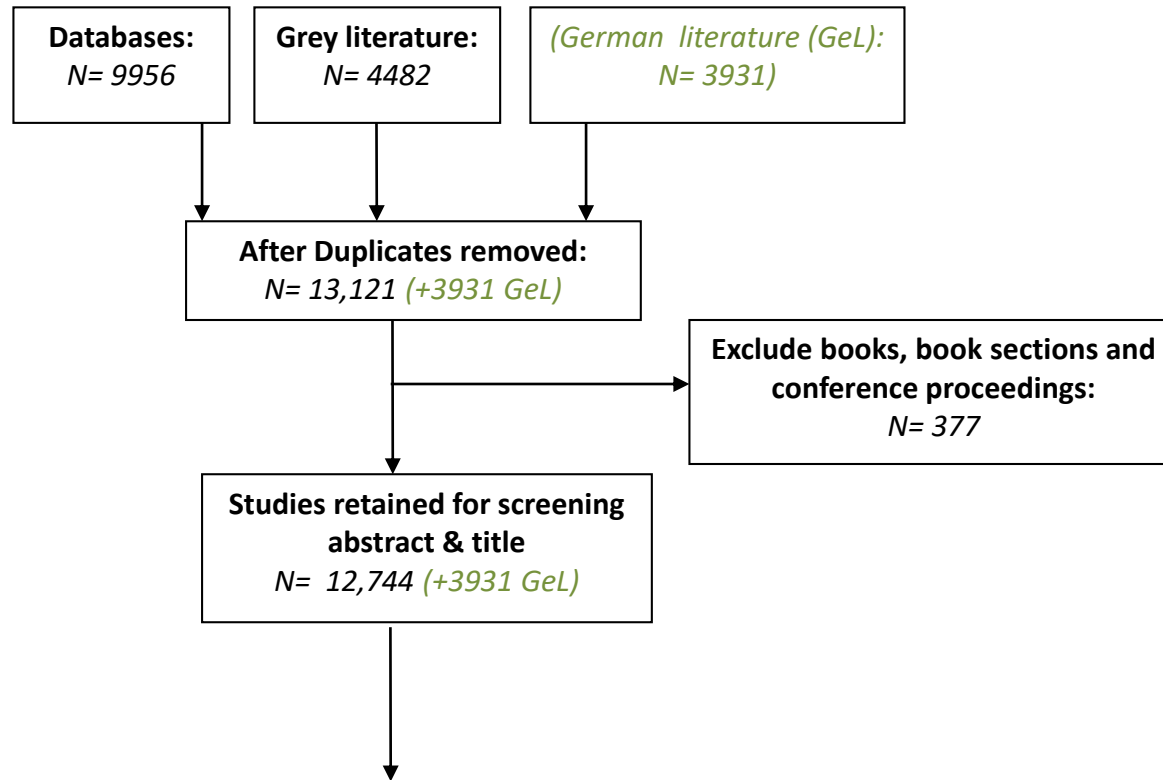 Databases:
N= 9956
Grey literature:
N= 4482
(German literature (GeL):
N= 3931)
After Duplicates removed:
N= 13,121 (+3931 GeL)
Exclude books, book sections and
conference proceedings:
N= 377
Studies retained for screening
abstract & title
N= 12,744 (+3931 GeL)